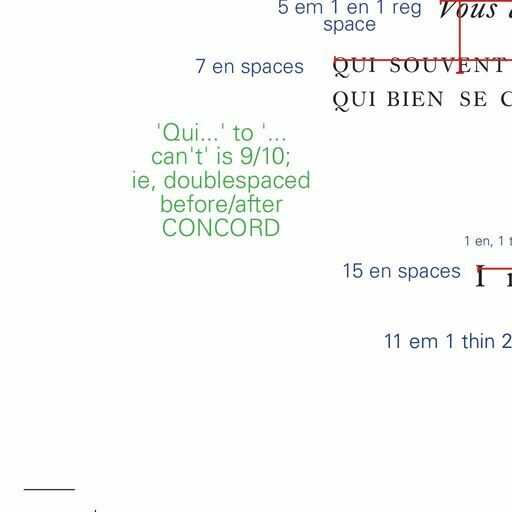 5 em 1 en 1 reg
space
Vous
7 en spaces
QUI SOUVENT
QUI BIEN SE C
'Qui...' to '...
can't' is 9/10;
ie, doublespaced
before/after
CONCORD
1 en, 1 t
15 en spaces
I
11 em 1 thin 2